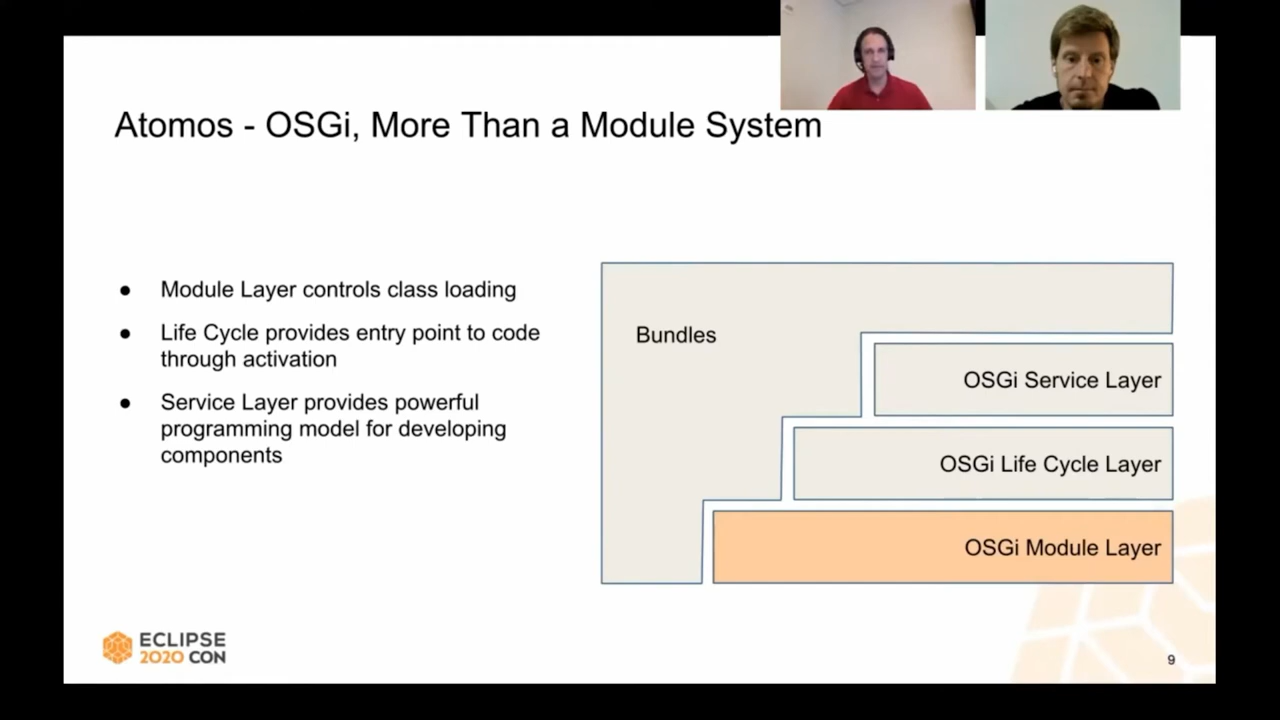 Atomos - OSGi, More Than a Module System
● Module Layer controls class loading
● Life Cycle provides entry point to code
through activation
● Service Layer provides powerful
programming model for developing
components
Bundles
OSGi Service Layer
OSGi Life Cycle Layer
OSGi Module Layer
ECLIPSE
2020 CON
9